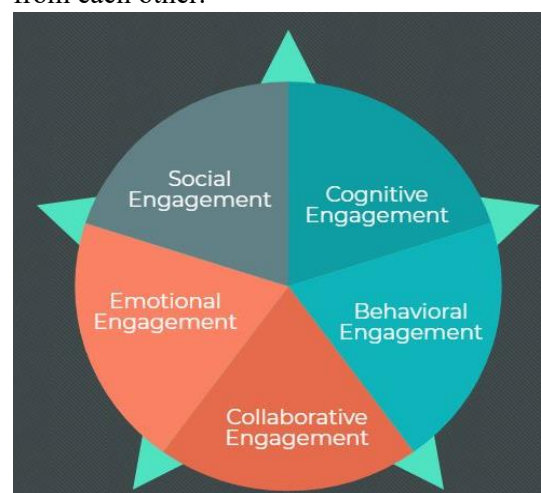 from each other.
Social
Engagement
Cognitive
Engagement
Emotional
Engagement
Behavioral
Engagement
Collaborative
Engagement